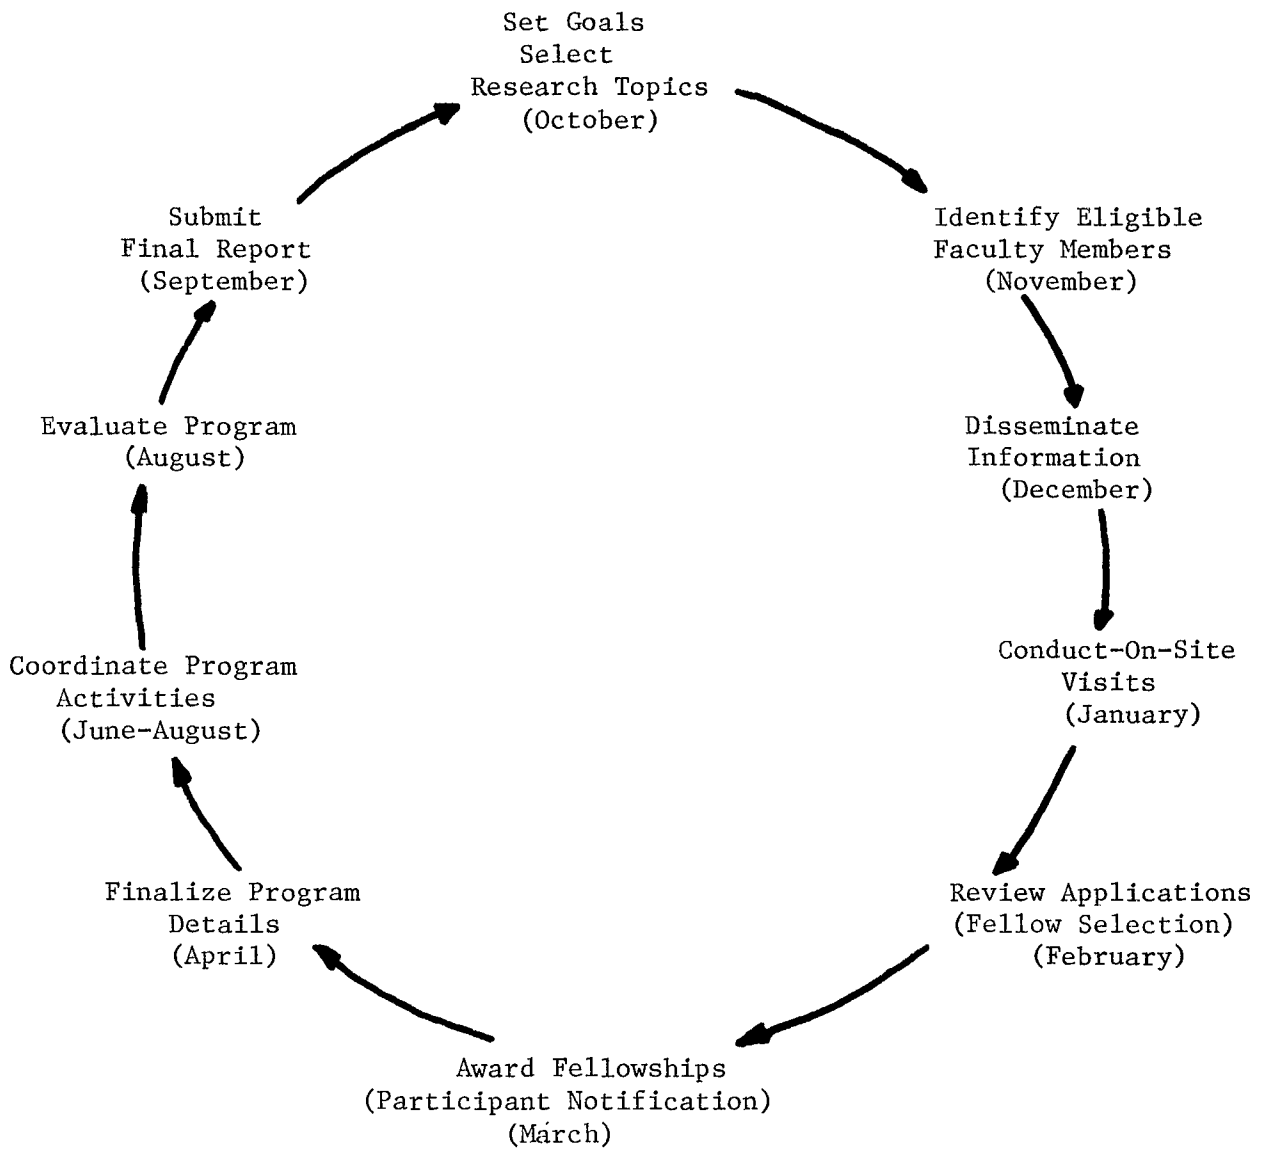 Set Goals
Select
Research Topics
(October)
Identify Eligible
Faculty Members
(November)
Disseminate
Information
(December)
Conduct-On-Site
Visits
(January)
Review Applications
(Fellow Selection)
(February)
Award Fellowships
(Participant Notification)
(March)
Finalize Program
Details
(April)
Coordinate Program
Activities
(June-August)
Evaluate Program
(August)
Submit
Final Report
(September)